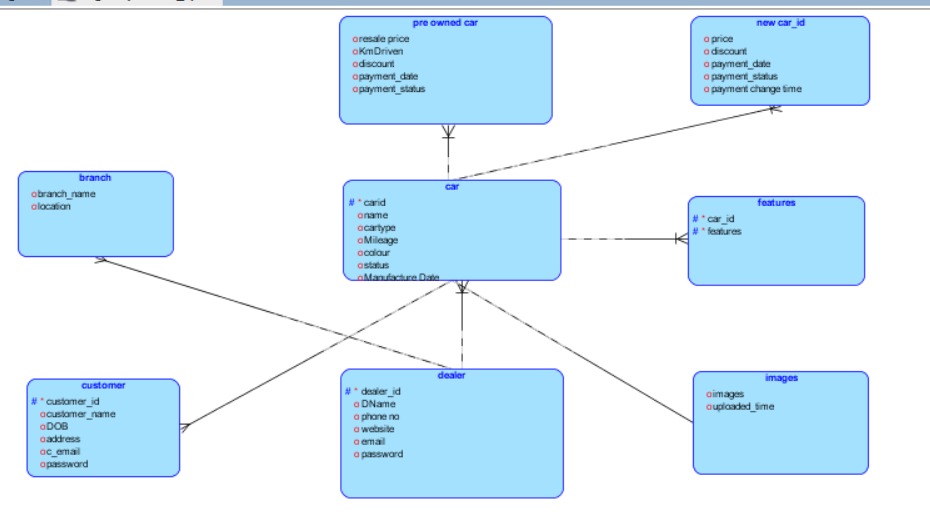 pre owned car
resale price
KmDriven
discount
payment_date
payment_status
new car_id
price
discount
payment_date
payment_status
payment change time
branch
branch_name
location
car
# * carid
name
cartype
Mileage
colour
status
Manufacture Date
features
# * car_id
# * features
customer
# * customer_id
customer_name
DOB
address
c_email
password
dealer
# * dealer_id
DName
phone no
website
email
password
images
images
uploaded_time